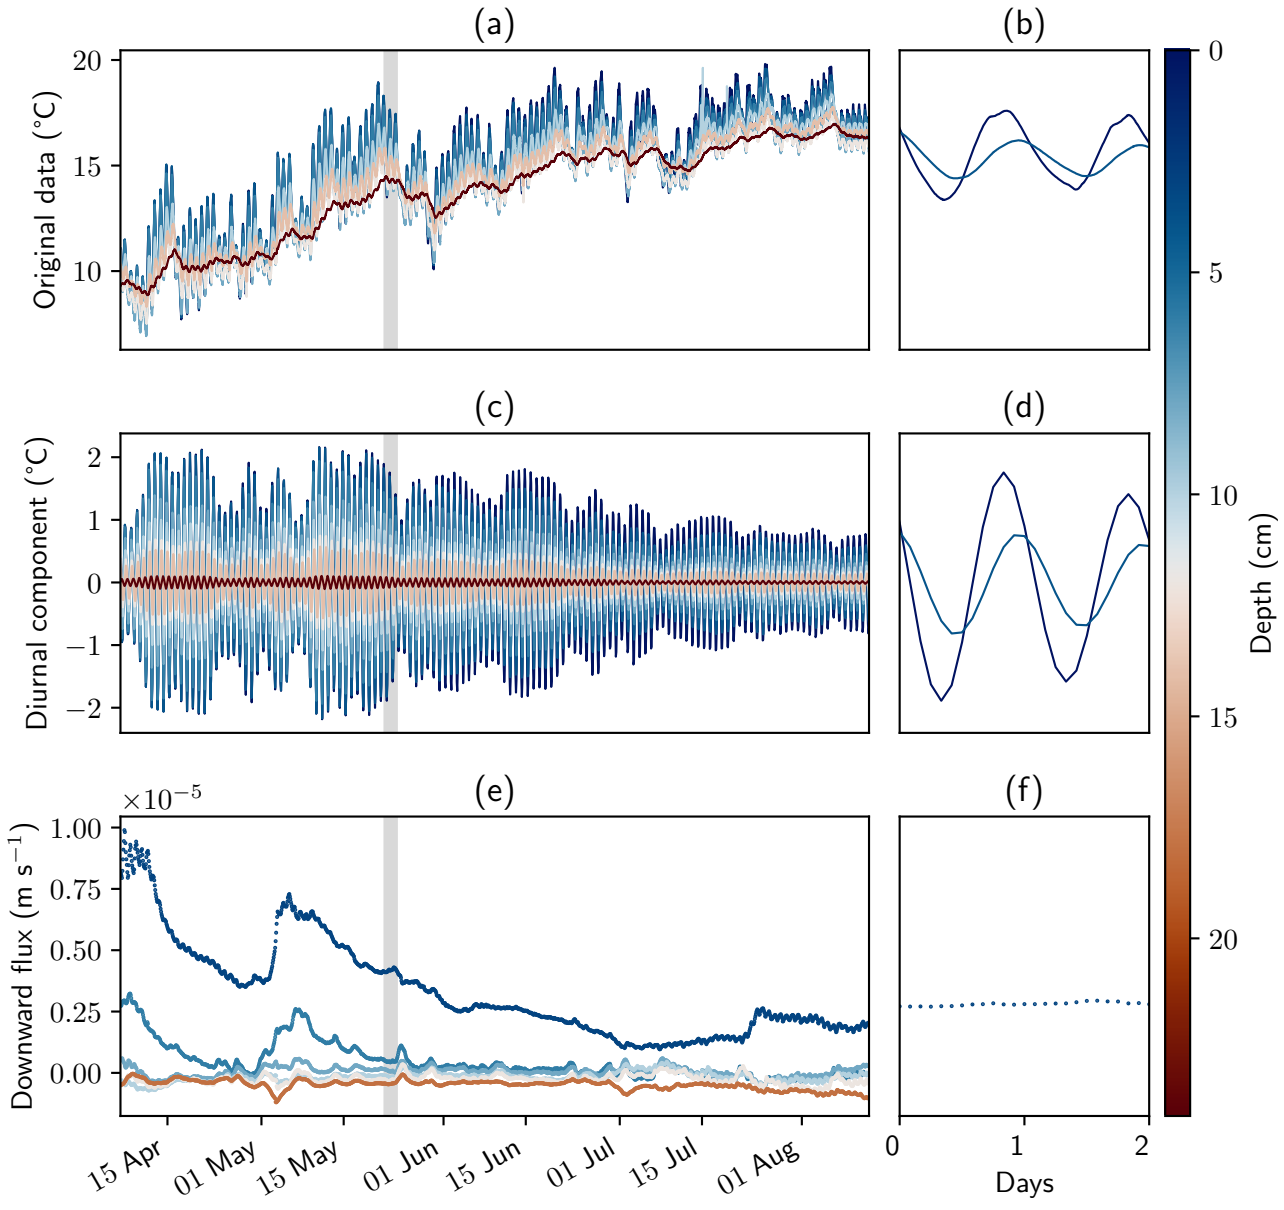 (a)
(b)
20
15
10
Original data (°C)
(c)
(d)
2
1
0
−1
−2
Diurnal component (°C)
×10⁻⁵
(e)
(f)
1.00
0.75
0.50
0.25
0.00
Downward flux (m s⁻¹)
15 Apr
01 May
15 May
01 Jun
15 Jun
01 Jul
15 Jul
01 Aug
0
1
2
Days
0
5
10
15
20
Depth (cm)